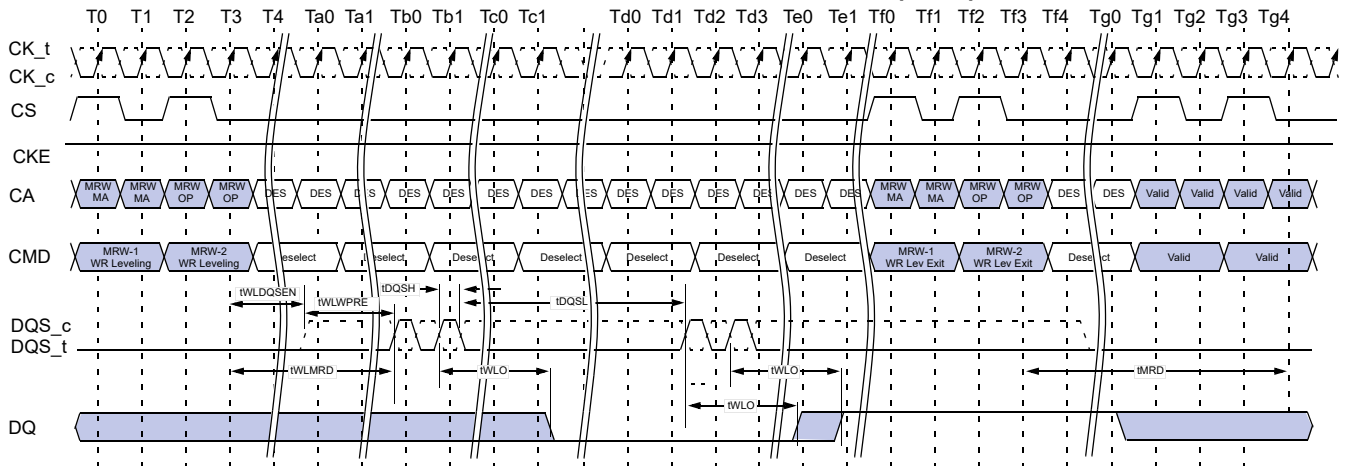 T0 T1 T2 T3 T4 Ta0 Ta1 Tb0 Tb1 Tc0 Tc1 Td0 Td1 Td2 Td3 Te0 Te1 Tf0 Tf1 Tf2 Tf3 Tf4 Tg0 Tg1 Tg2 Tg3 Tg4
CK_t
CK_c
CS
CKE
MRW MRW MRW MRW MRW MRW MRW MRW
CA DES DES DES DES DES DES DES DES DES DES DES DES DES DES DES DES Valid Valid Valid Valid
MA MA OP OP MA MA OP OP
MRW-1 MRW-2 MRW-1 MRW-2
CMD Deselect Deselect Deselect Deselect Deselect Deselect Deselect Deselect Valid Valid
WR Leveling WR Leveling WR Lev Exit WR Lev Exit
tWLDQSEN tDQSH
tWLWPRE tDQSL
DQS_c
DQS_t
tWLMRD tWLO tWLO tMRD
tWLO
DQ